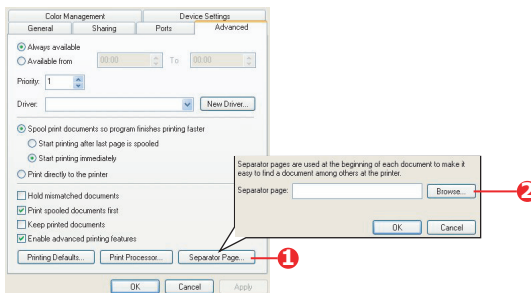 Color Management Device Settings
General Sharing Ports Advanced
Always available
Available from 00:00 To 00:00
Priority: 1
Driver: New Driver...
Spool print documents so program finishes printing faster
Start printing after last page is spooled
Start printing immediately
Print directly to the printer
Hold mismatched documents
Print spooled documents first
Keep printed documents
Enable advanced printing features
Printing Defaults... Print Processor... Separator Page...
1
OK Cancel Apply
Separator pages are used at the beginning of each document to make it
easy to find a document among others at the printer.
Separator page: Browse...
2
OK Cancel